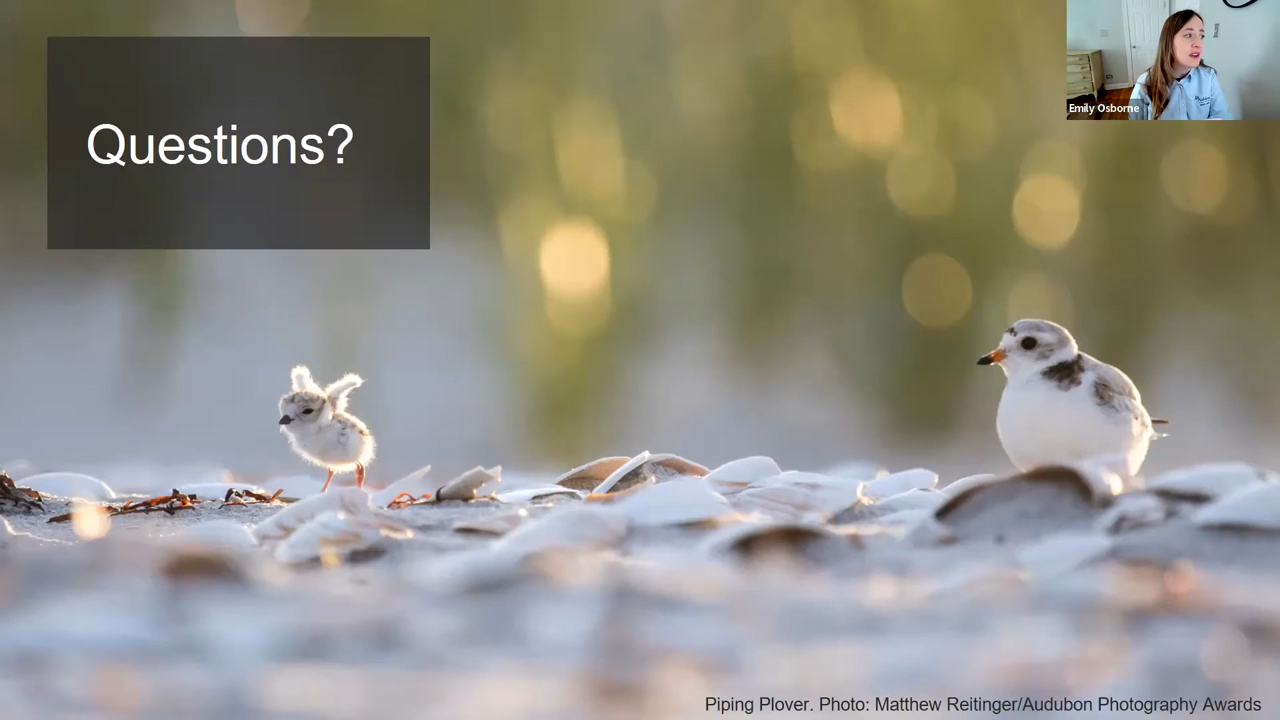 Questions?
Emily Osborne
Piping Plover. Photo: Matthew Reitinger/Audubon Photography Awards